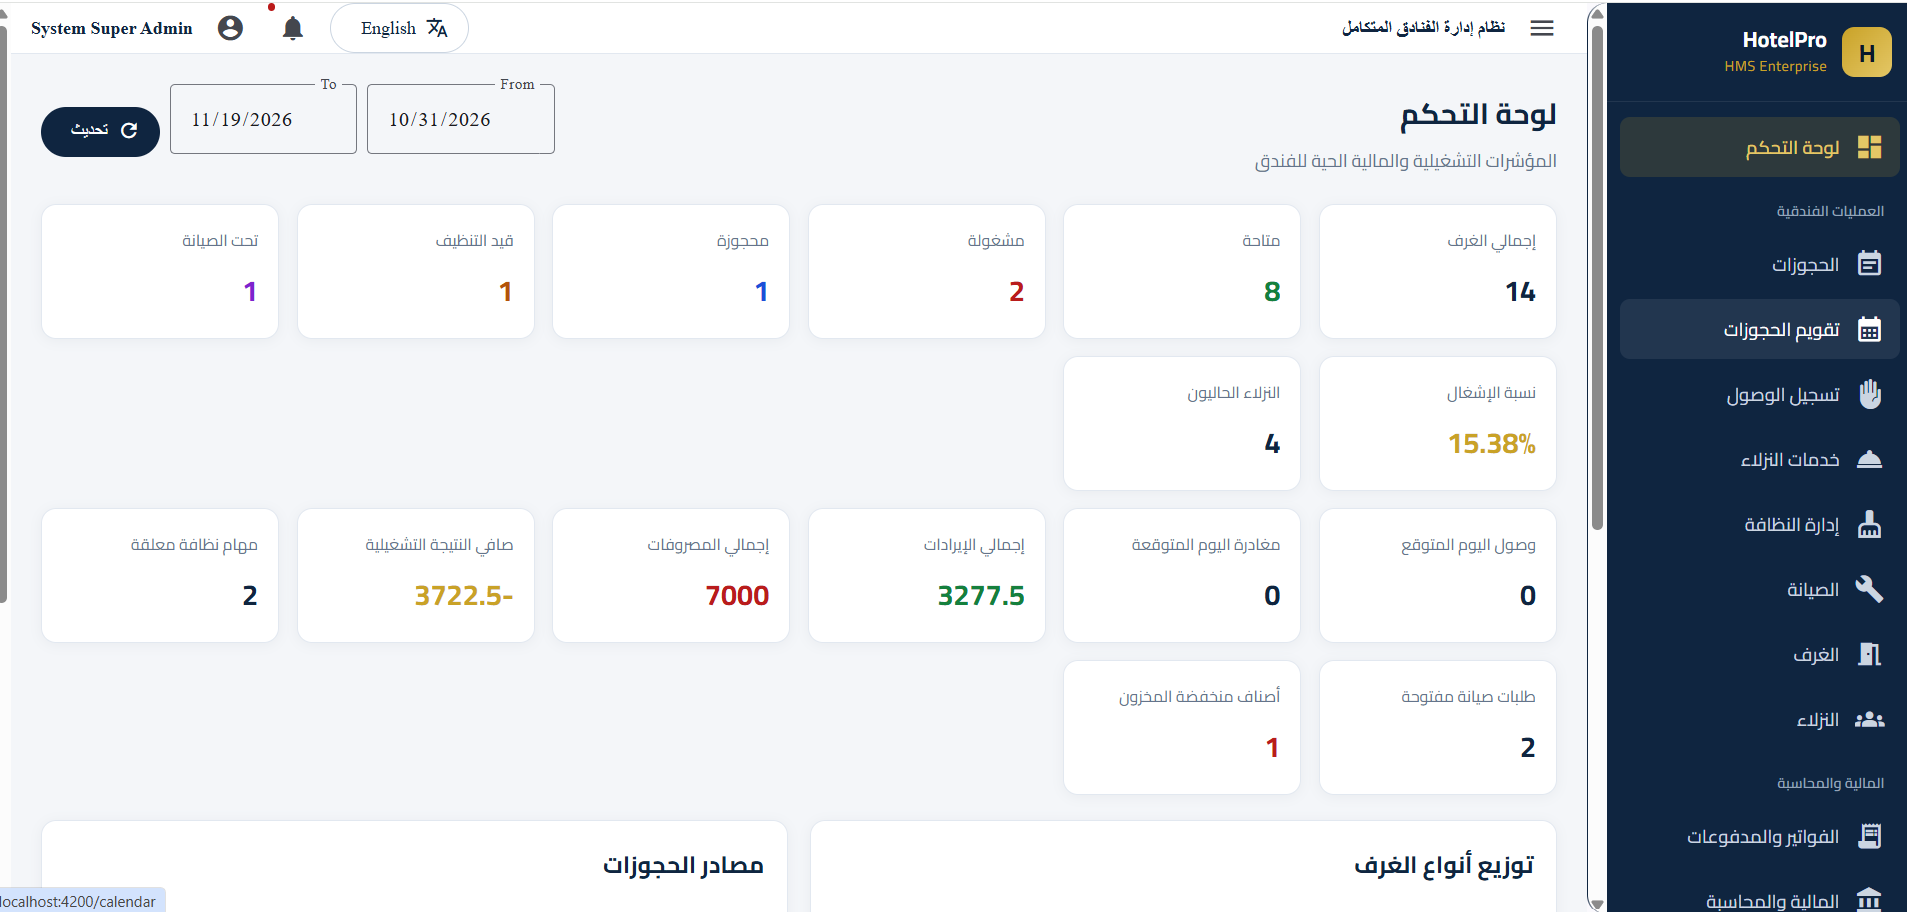 HotelPro
HMS Enterprise
H
لوحة التحكم
العمليات الفندقية
الحجوزات
تقويم الحجوزات
تسجيل الوصول
خدمات النزلاء
إدارة النظافة
الصيانة
الغرف
النزلاء
المالية والمحاسبة
الفواتير والمدفوعات
المالية والمحاسبة
نظام إدارة الفنادق المتكامل
English
System Super Admin
لوحة التحكم
المؤشرات التشغيلية والمالية الحية للفندق
From
10/31/2026
To
11/19/2026
تحديث
إجمالي الغرف
14
متاحة
8
مشغولة
2
محجوزة
1
قيد التنظيف
1
تحت الصيانة
1
نسبة الإشغال
15.38%
النزلاء الحاليون
4
وصول اليوم المتوقع
0
مغادرة اليوم المتوقعة
0
إجمالي الإيرادات
3277.5
إجمالي المصروفات
7000
صافي النتيجة التشغيلية
3722.5-
مهام نظافة معلقة
2
طلبات صيانة مفتوحة
2
أصناف منخفضة المخزون
1
توزيع أنواع الغرف
مصادر الحجوزات
localhost:4200/calendar